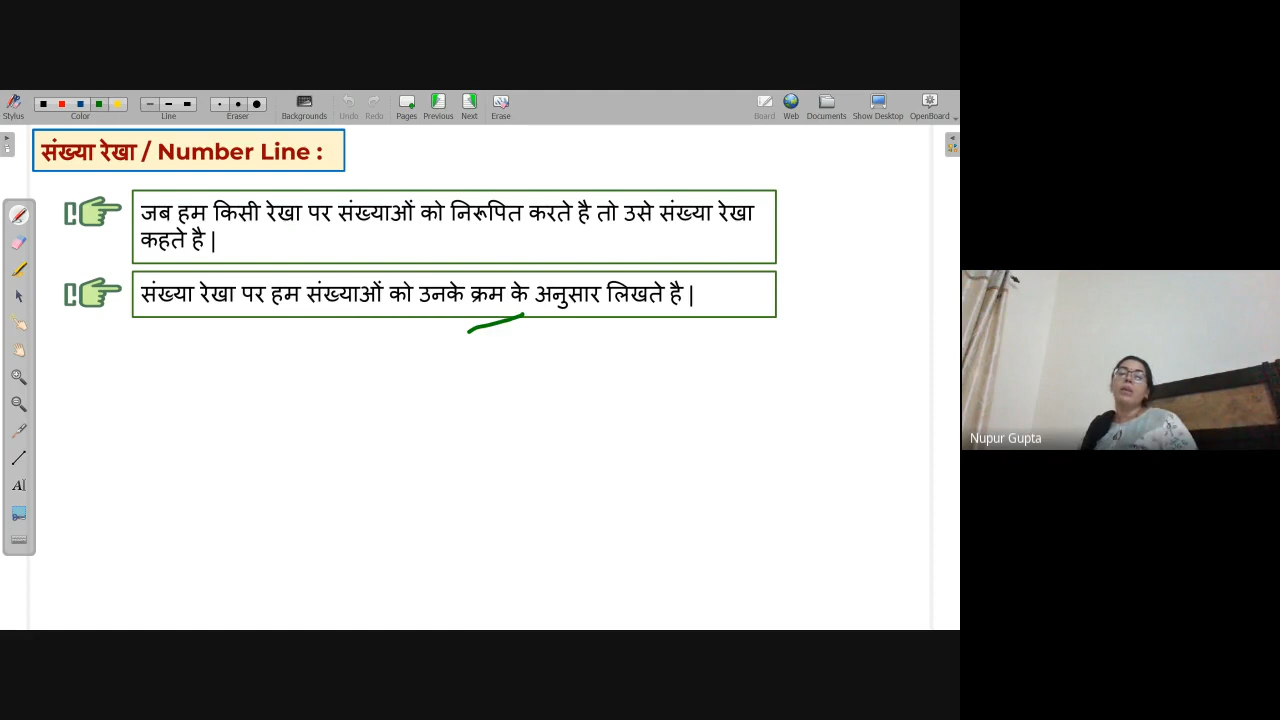 Stylus Color Line Eraser Backgrounds Undo Redo Pages Previous Next Erase Board Web Documents Show Desktop OpenBoard
संख्या रेखा / Number Line :
जब हम किसी रेखा पर संख्याओं को निरूपित करते है तो उसे संख्या रेखा
कहते है |
संख्या रेखा पर हम संख्याओं को उनके क्रम के अनुसार लिखते है |
Nupur Gupta